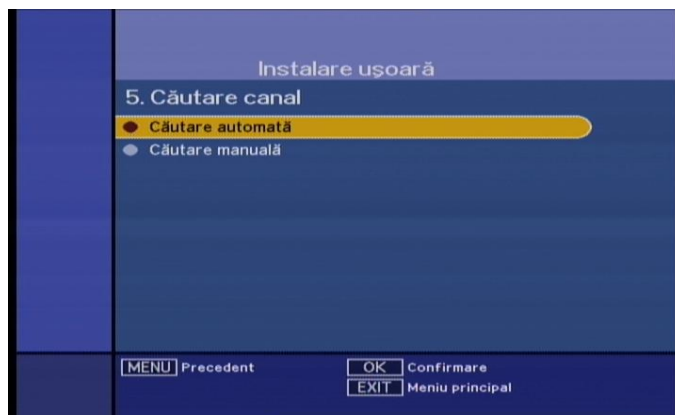 Instalare ușoară
5. Căutare canal
Căutare automată
Căutare manuală
MENU Precedent OK Confirmare
EXIT Meniu principal